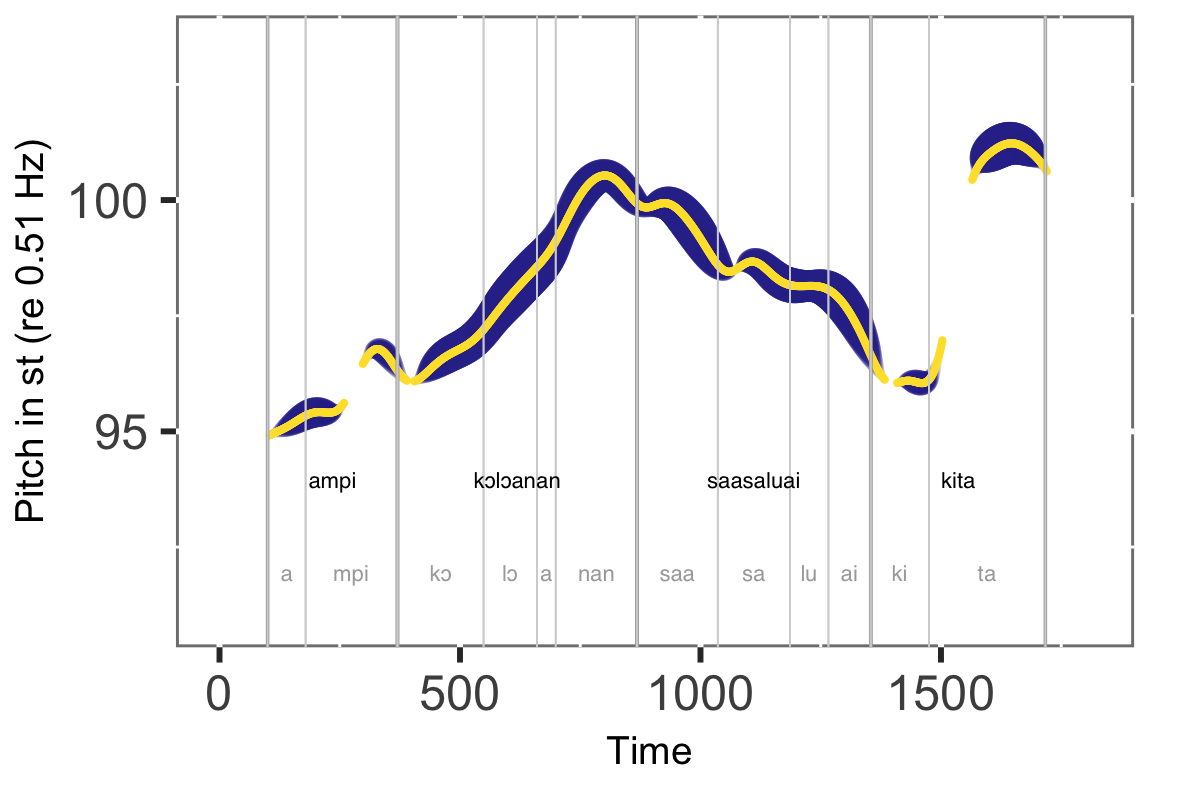 Pitch in st (re 0.51 Hz)
100
95
ampi kɔlɔanan saasaluai kita
a mpi kɔ lɔ a nan saa sa lu ai ki ta
0 500 1000 1500
Time